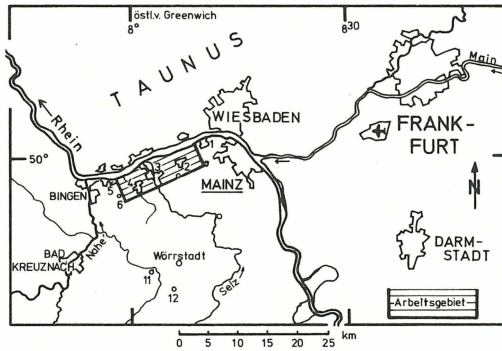 östl.v. Greenwich
8°
8°30
TAUNUS
Main
Rhein
WIESBADEN
FRANK-
FURT
50°
1
2
3
4
5
6
MAINZ
N
BINGEN
BAD
KREUZNACH
Nahe
Wörrstadt
11
12
Selz
DARM-
STADT
Arbeitsgebiet
0 5 10 15 20 25
km